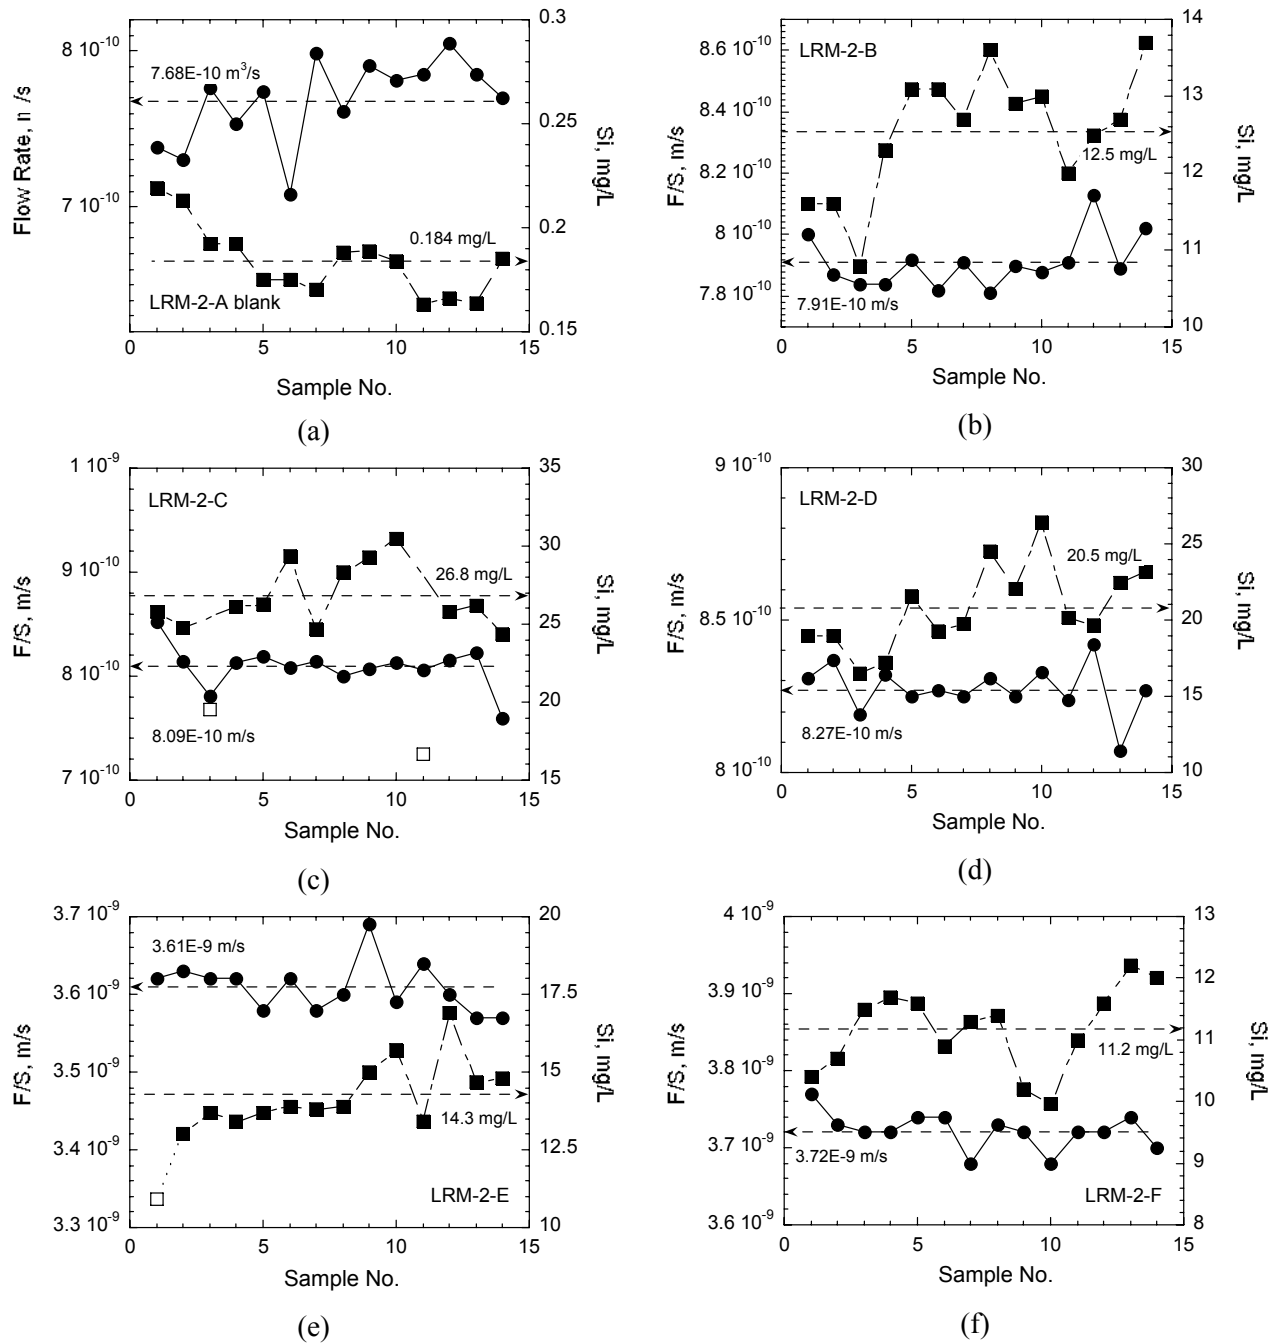 8 10⁻¹⁰
7 10⁻¹⁰
Flow Rate, n /s
7.68E-10 m³/s
0.184 mg/L
LRM-2-A blank
0.3
0.25
0.2
0.15
Si, mg/L
0 5 10 15
Sample No.
(a)
8.6 10⁻¹⁰
8.4 10⁻¹⁰
8.2 10⁻¹⁰
8 10⁻¹⁰
7.8 10⁻¹⁰
F/S, m/s
LRM-2-B
12.5 mg/L
7.91E-10 m/s
14
13
12
11
10
Si, mg/L
0 5 10 15
Sample No.
(b)
1 10⁻⁹
9 10⁻¹⁰
8 10⁻¹⁰
7 10⁻¹⁰
F/S, m/s
LRM-2-C
26.8 mg/L
8.09E-10 m/s
35
30
25
20
15
Si, mg/L
0 5 10 15
Sample No.
(c)
9 10⁻¹⁰
8.5 10⁻¹⁰
8 10⁻¹⁰
F/S, m/s
LRM-2-D
20.5 mg/L
8.27E-10 m/s
30
25
20
15
10
Si, mg/L
0 5 10 15
Sample No.
(d)
3.7 10⁻⁹
3.6 10⁻⁹
3.5 10⁻⁹
3.4 10⁻⁹
3.3 10⁻⁹
F/S, m/s
3.61E-9 m/s
14.3 mg/L
LRM-2-E
20
17.5
15
12.5
10
Si, mg/L
0 5 10 15
Sample No.
(e)
4 10⁻⁹
3.9 10⁻⁹
3.8 10⁻⁹
3.7 10⁻⁹
3.6 10⁻⁹
F/S, m/s
11.2 mg/L
3.72E-9 m/s
LRM-2-F
13
12
11
10
9
8
Si, mg/L
0 5 10 15
Sample No.
(f)